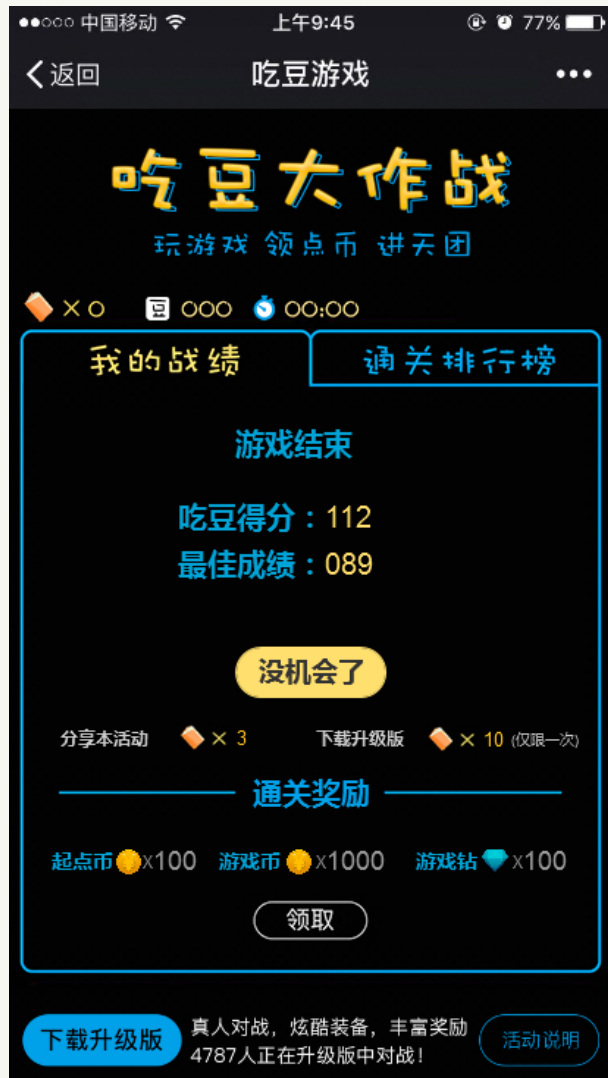 中国移动 上午9:45 77%
返回 吃豆游戏
吃豆大作战
玩游戏 领点币 进天团
× 0 豆 000 00:00
我的战绩 通关排行榜
游戏结束
吃豆得分：112
最佳成绩：089
没机会了
分享本活动 × 3 下载升级版 × 10 (仅限一次)
通关奖励
起点币 x100 游戏币 x1000 游戏钻 x100
领取
下载升级版 真人对战，炫酷装备，丰富奖励
4787人正在升级版中对战！ 活动说明